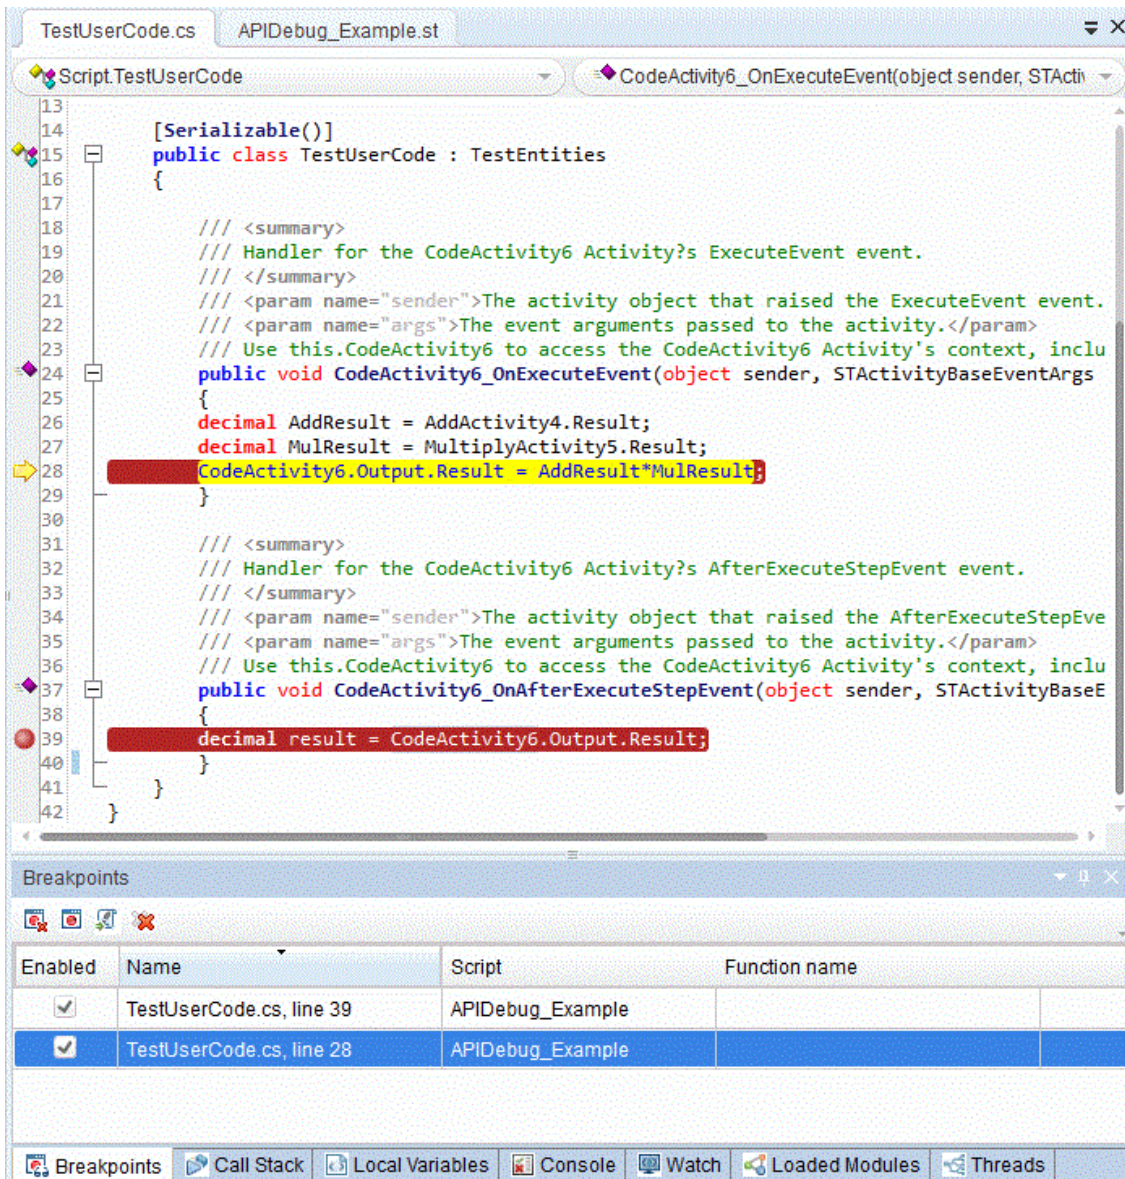 TestUserCode.cs APIDebug_Example.st
Script.TestUserCode CodeActivity6_OnExecuteEvent(object sender, STActiv
13
14 [Serializable()]
15 public class TestUserCode : TestEntities
16 {
17
18 /// <summary>
19 /// Handler for the CodeActivity6 Activity?s ExecuteEvent event.
20 /// </summary>
21 /// <param name="sender">The activity object that raised the ExecuteEvent event.
22 /// <param name="args">The event arguments passed to the activity.</param>
23 /// Use this.CodeActivity6 to access the CodeActivity6 Activity's context, inclu
24 public void CodeActivity6_OnExecuteEvent(object sender, STActivityBaseEventArgs
25 {
26 decimal AddResult = AddActivity4.Result;
27 decimal MulResult = MultiplyActivity5.Result;
28 CodeActivity6.Output.Result = AddResult*MulResult;
29 }
30
31 /// <summary>
32 /// Handler for the CodeActivity6 Activity?s AfterExecuteStepEvent event.
33 /// </summary>
34 /// <param name="sender">The activity object that raised the AfterExecuteStepEve
35 /// <param name="args">The event arguments passed to the activity.</param>
36 /// Use this.CodeActivity6 to access the CodeActivity6 Activity's context, inclu
37 public void CodeActivity6_OnAfterExecuteStepEvent(object sender, STActivityBaseE
38 {
39 decimal result = CodeActivity6.Output.Result;
40 }
41 }
42 }
Breakpoints
Enabled Name Script Function name
TestUserCode.cs, line 39 APIDebug_Example
TestUserCode.cs, line 28 APIDebug_Example
Breakpoints Call Stack Local Variables Console Watch Loaded Modules Threads